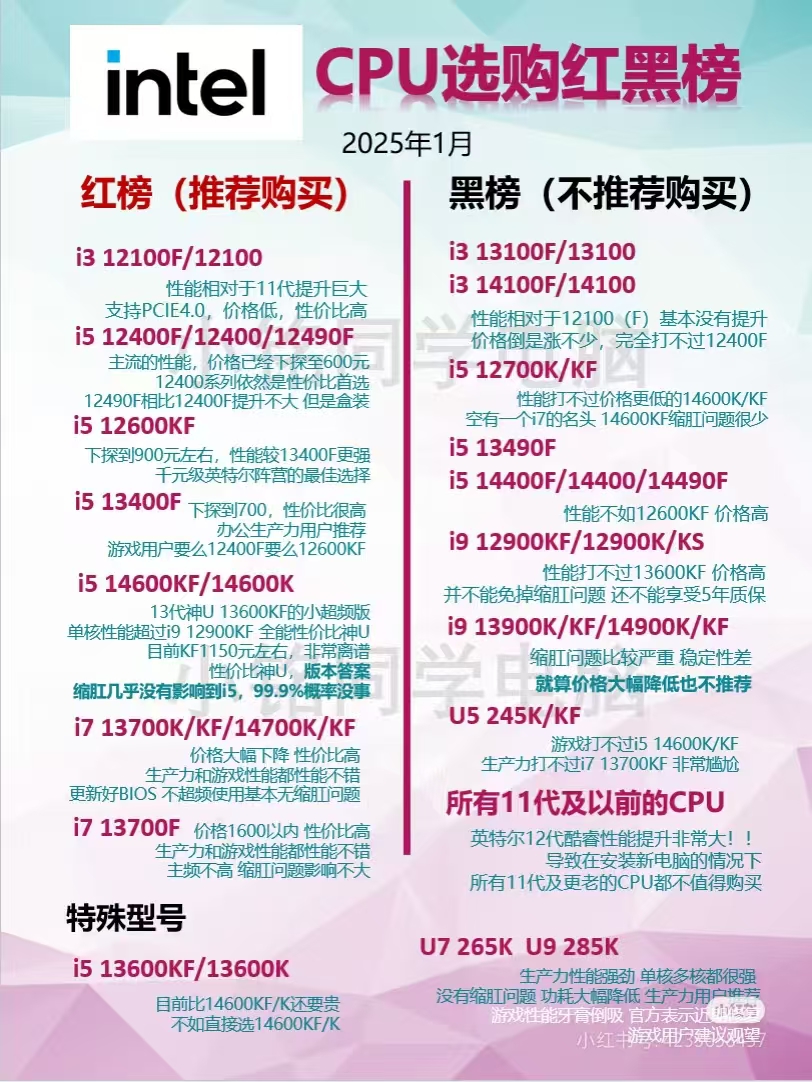 intel
CPU选购红黑榜
2025年1月
红榜（推荐购买）
i3 12100F/12100
性能相对于11代提升巨大
支持PCIE4.0，价格低，性价比高
i5 12400F/12400/12490F
主流的性能，价格已经下探至600元
12400系列依然是性价比首选
12490F相比12400F提升不大 但是盒装
i5 12600KF
下探到900元左右，性能较13400F更强
千元级英特尔阵营的最佳选择
i5 13400F 下探到700，性价比很高
办公生产力用户推荐
游戏用户要么12400F要么12600KF
i5 14600KF/14600K
13代神U 13600KF的小超频版
单核性能超过i9 12900KF 全能性价比神U
目前KF1150元左右，非常离谱
性价比神U，版本答案
缩肛几乎没有影响到i5，99.9%概率没事
i7 13700K/KF/14700K/KF
价格大幅下降 性价比高
生产力和游戏性能都性能不错
更新好BIOS 不超频使用基本无缩肛问题
i7 13700F 价格1600以内 性价比高
生产力和游戏性能都性能不错
主频不高 缩肛问题影响不大
特殊型号
i5 13600KF/13600K
目前比14600KF/K还要贵
不如直接选14600KF/K
黑榜（不推荐购买）
i3 13100F/13100
i3 14100F/14100
性能相对于12100（F）基本没有提升
价格倒是涨不少，完全打不过12400F
i5 12700K/KF
性能打不过价格更低的14600K/KF
空有一个i7的名头 14600KF缩肛问题很少
i5 13490F
i5 14400F/14400/14490F
性能不如12600KF 价格高
i9 12900KF/12900K/KS
性能打不过13600KF 价格高
并不能免掉缩肛问题 还不能享受5年质保
i9 13900K/KF/14900K/KF
缩肛问题比较严重 稳定性差
就算价格大幅降低也不推荐
U5 245K/KF
游戏打不过i5 14600K/KF
生产力打不过i7 13700KF 非常尴尬
所有11代及以前的CPU
英特尔12代酷睿性能提升非常大！！
导致在安装新电脑的情况下
所有11代及更老的CPU都不值得购买
U7 265K U9 285K
生产力性能强劲 单核多核都很强
没有缩肛问题 功耗大幅降低 生产力用户推荐
游戏性能牙膏倒吸 官方表示近期修复
游戏用户建议观望
小铭同学电脑
小铭同学电脑
小红书
小红书号: